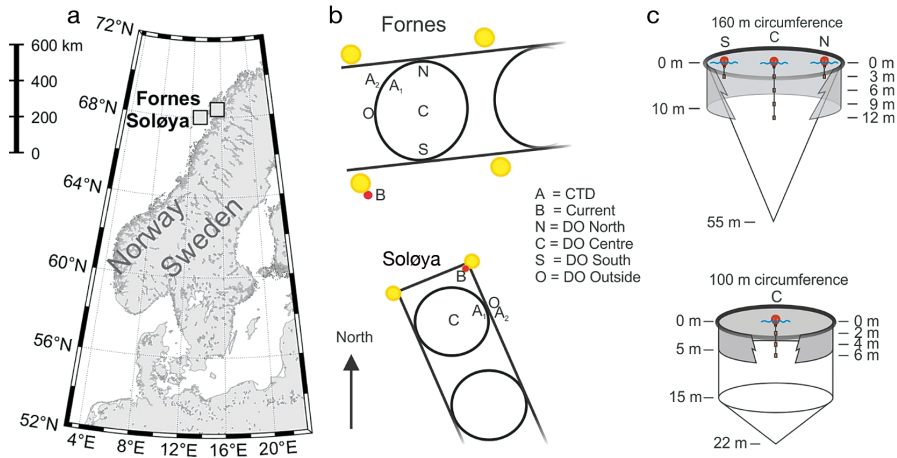 a
72°N
600 km
400
200
0
68°N
Fornes
Soløya
64°N
60°N
56°N
52°N
Norway
Sweden
4°E
8°E
12°E
16°E
20°E
b
Fornes
A2
A1
N
O
C
S
B
A = CTD
B = Current
N = DO North
C = DO Centre
S = DO South
O = DO Outside
Soløya
B
O
A1
A2
C
North
c
160 m circumference
S
C
N
0 m
10 m
55 m
0 m
3 m
6 m
9 m
12 m
100 m circumference
C
0 m
5 m
15 m
22 m
0 m
2 m
4 m
6 m